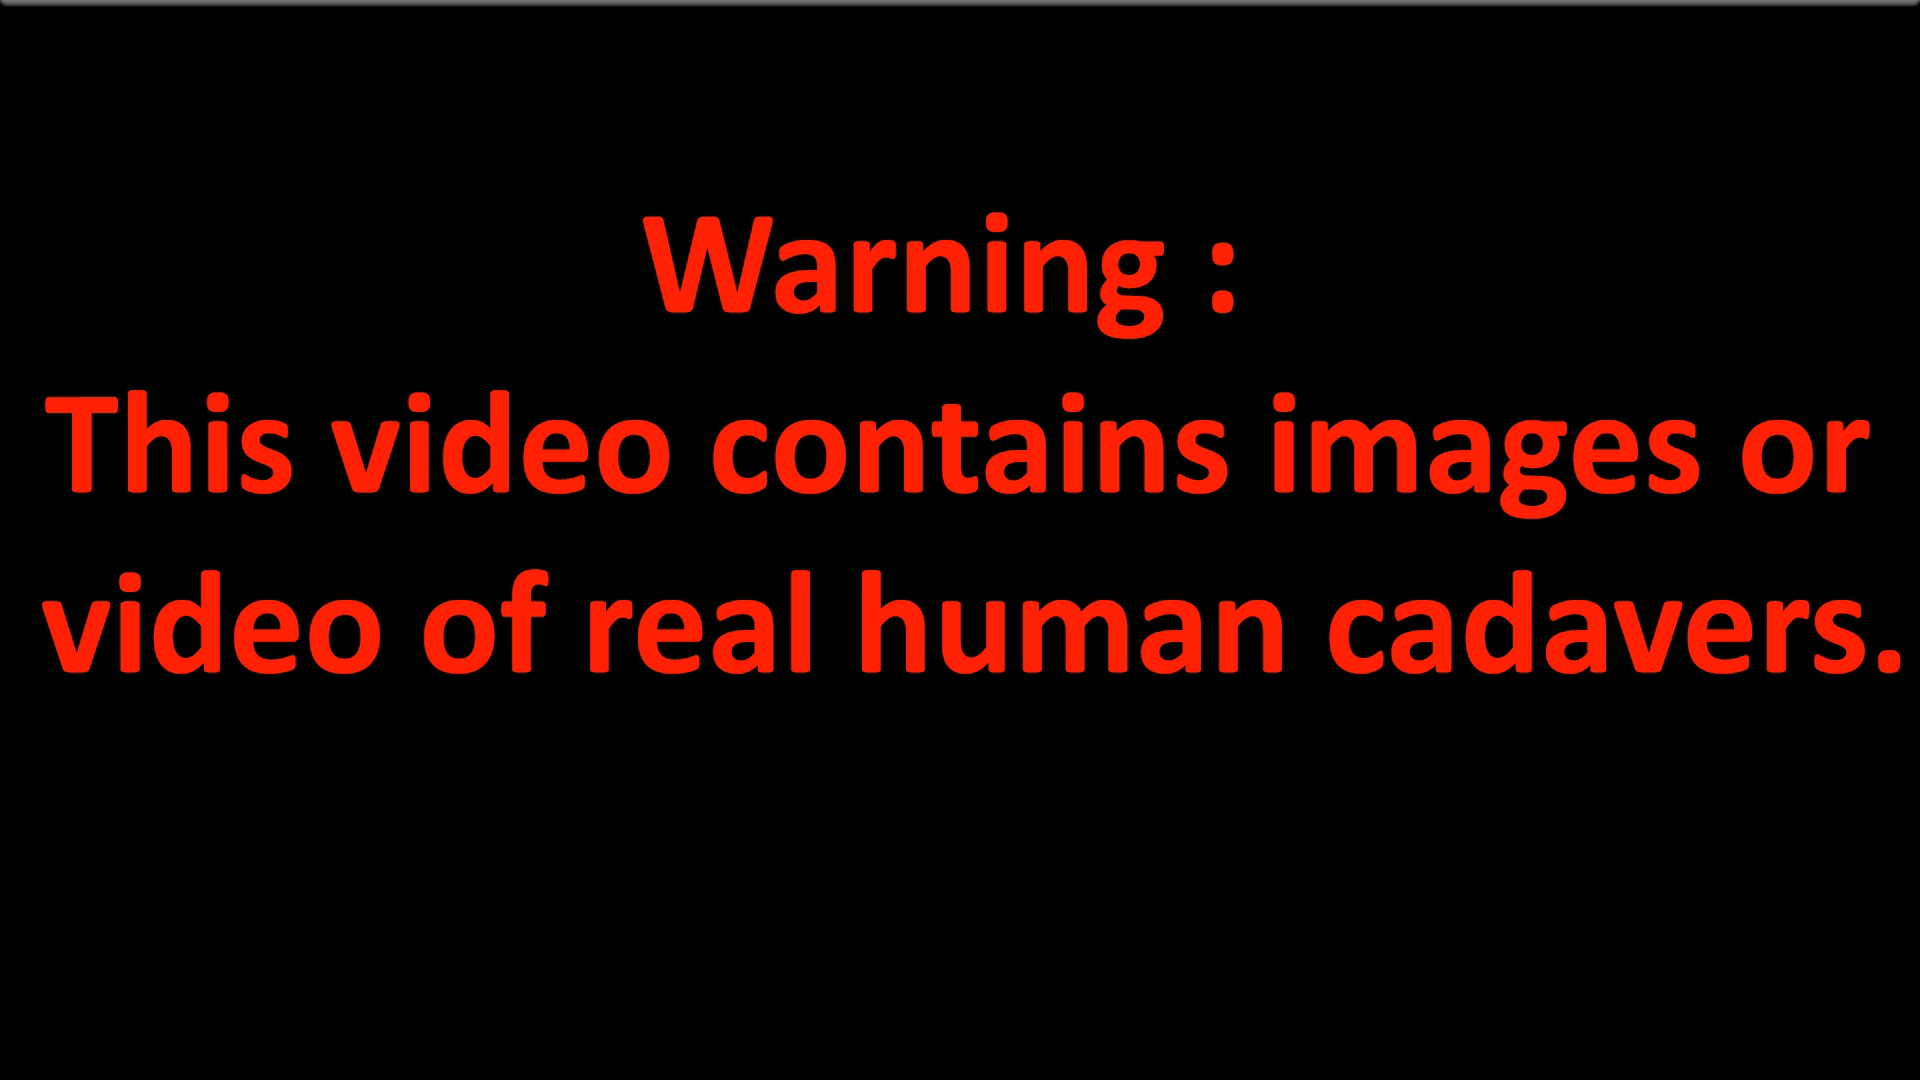 Warning :
This video contains images or
video of real human cadavers.